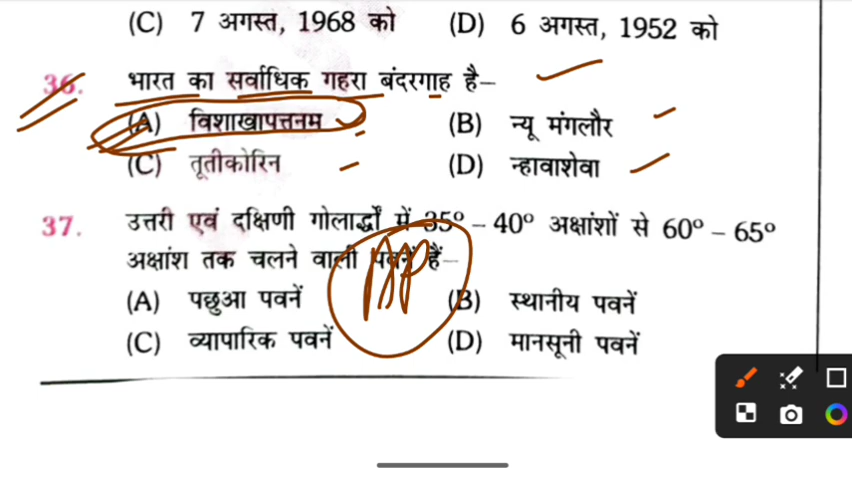 (C) 7 अगस्त, 1968 को (D) 6 अगस्त, 1952 को
36. भारत का सर्वाधिक गहरा बंदरगाह है–
(A) विशाखापत्तनम (B) न्यू मंगलौर
(C) तूतीकोरिन (D) न्हावाशेवा
37. उत्तरी एवं दक्षिणी गोलार्द्धों में 35° – 40° अक्षांशों से 60° – 65°
अक्षांश तक चलने वाली पवनें हैं–
(A) पछुआ पवनें (B) स्थानीय पवनें
(C) व्यापारिक पवनें (D) मानसूनी पवनें